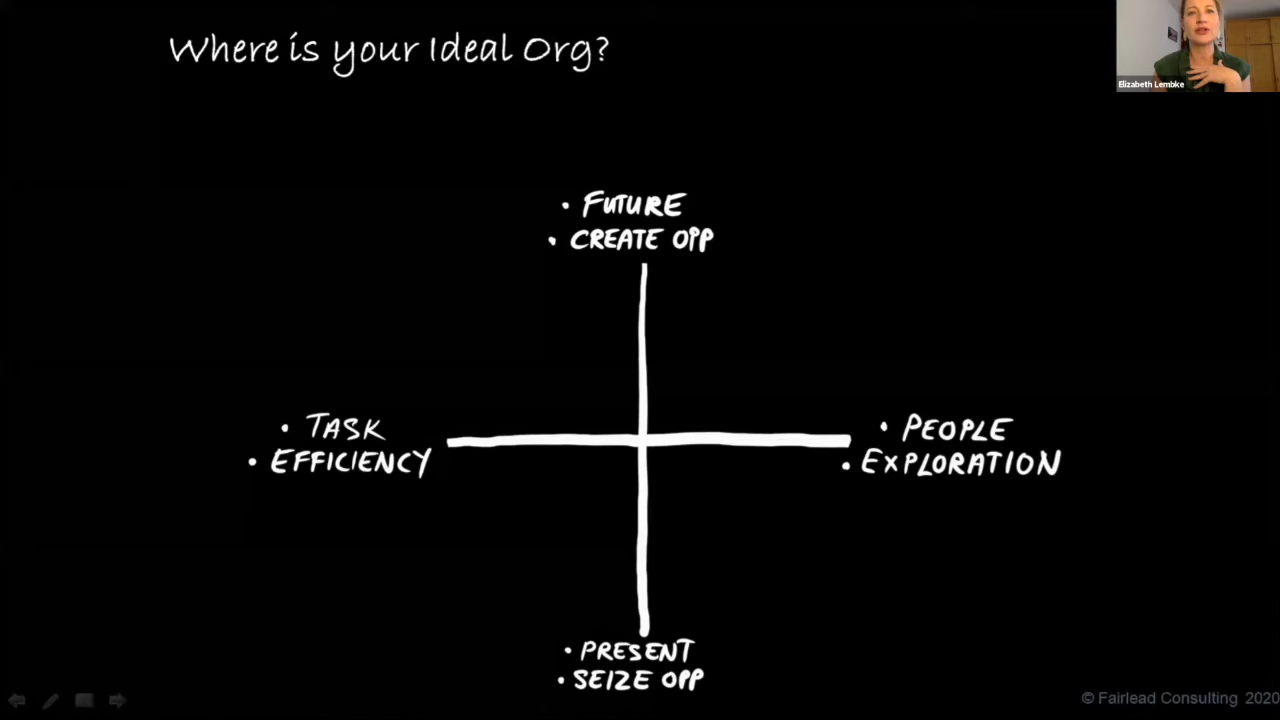 Where is your Ideal Org?
Elizabeth Lembke
• FUTURE
• CREATE OPP
• TASK
• EFFICIENCY
• PEOPLE
• EXPLORATION
• PRESENT
• SEIZE OPP
© Fairlead Consulting 2020